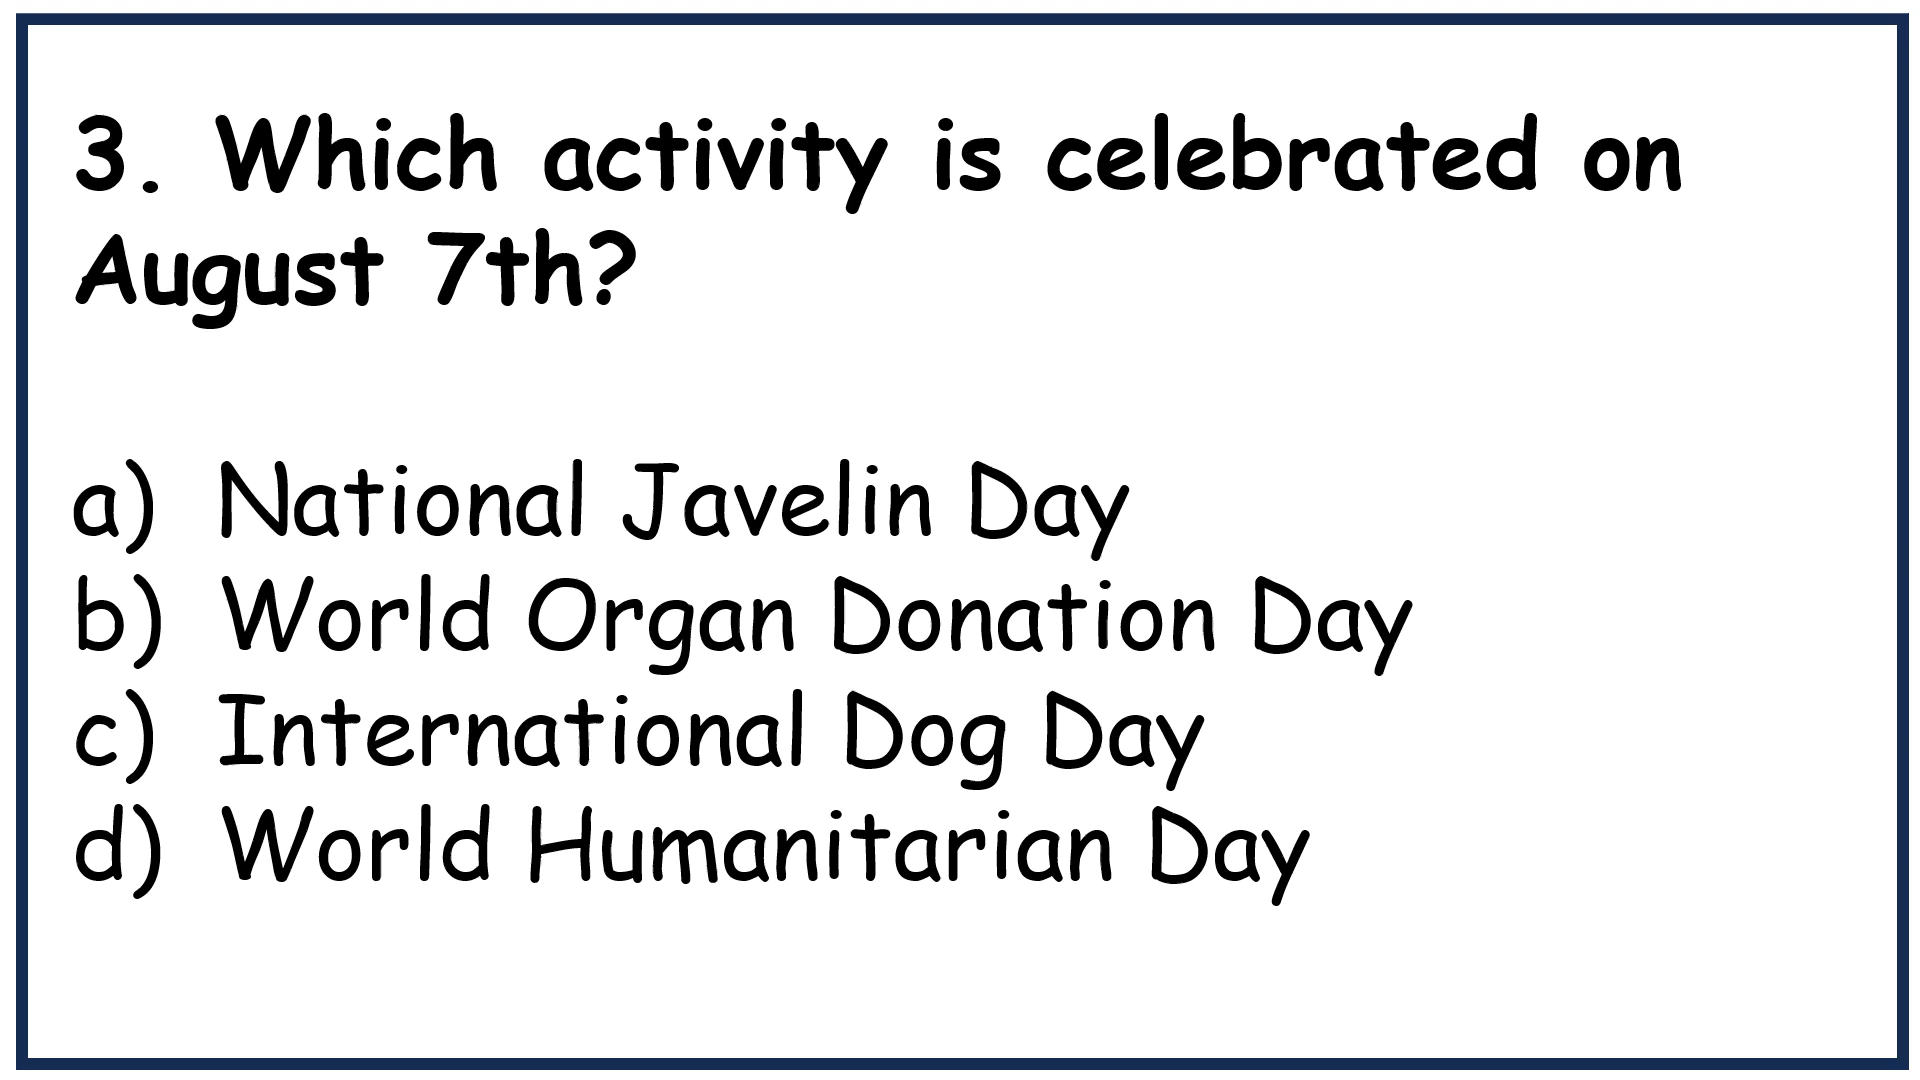 3. Which activity is celebrated on
August 7th?
a) National Javelin Day
b) World Organ Donation Day
c) International Dog Day
d) World Humanitarian Day